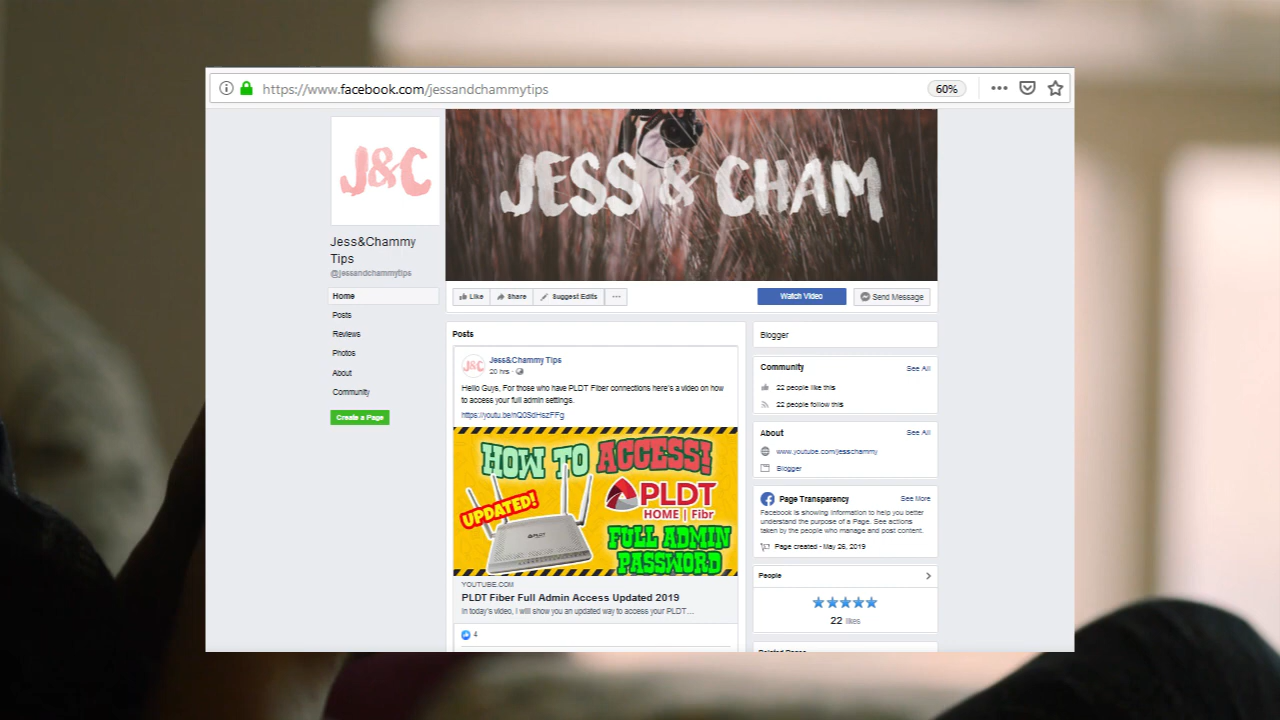 https://www.facebook.com/jessandchammytips
60%
J&C
JESS & CHAM
Jess&Chammy
Tips
@jessandchammytips
Home
Posts
Reviews
Photos
About
Community
Create a Page
Like
Share
Suggest Edits
Watch Video
Send Message
Posts
J&C
Jess&Chammy Tips
20 hrs ·
Hello Guys, For those who have PLDT Fiber connections here's a video on how
to access your full admin settings.
HOW TO ACCESS!
UPDATED!
PLDT
HOME | Fibr
FULL ADMIN
PASSWORD
YOUTUBE.COM
PLDT Fiber Full Admin Access Updated 2019
In today's video, I will show you an updated way to access your PLDT ...
4
Blogger
Community
See All
22 people like this
22 people follow this
About
See All
www.youtube.com/jesschammy
Blogger
Page Transparency
See More
Facebook is showing information to help you better
understand the purpose of a Page. See actions
taken by the people who manage and post content.
Page created - May 26, 2019
People
22 likes